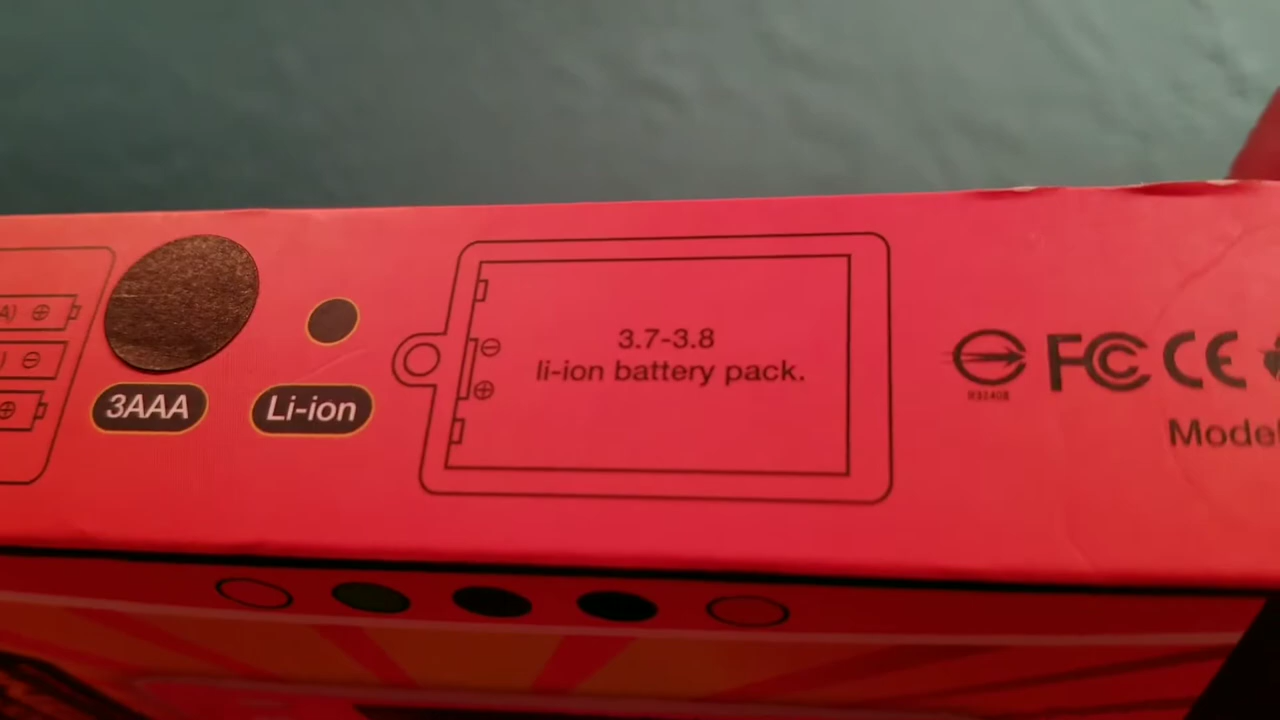 A)
3AAA
Li-ion
3.7-3.8
li-ion battery pack.
FC CE
Model